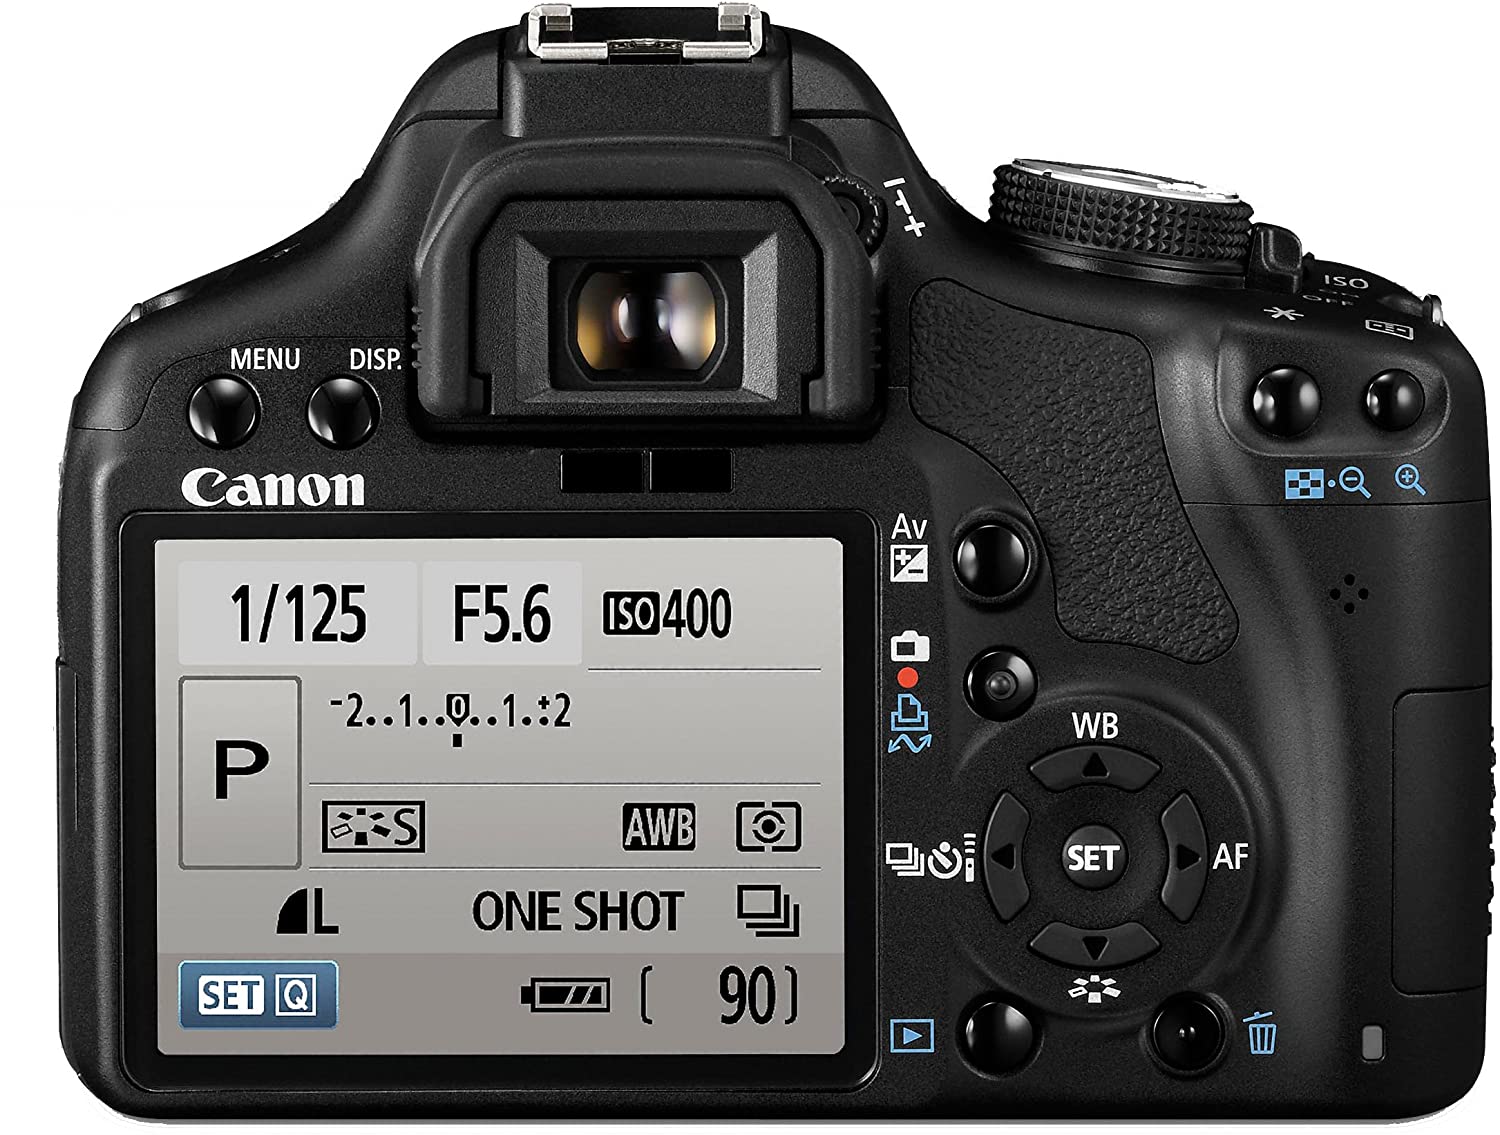 ISO
OFF
MENU DISP.
Canon
Av
1/125 F5.6 ISO400
-2..1..0..1.:+2
P
WB
S AWB
SET AF
L ONE SHOT
SET Q [ 90]